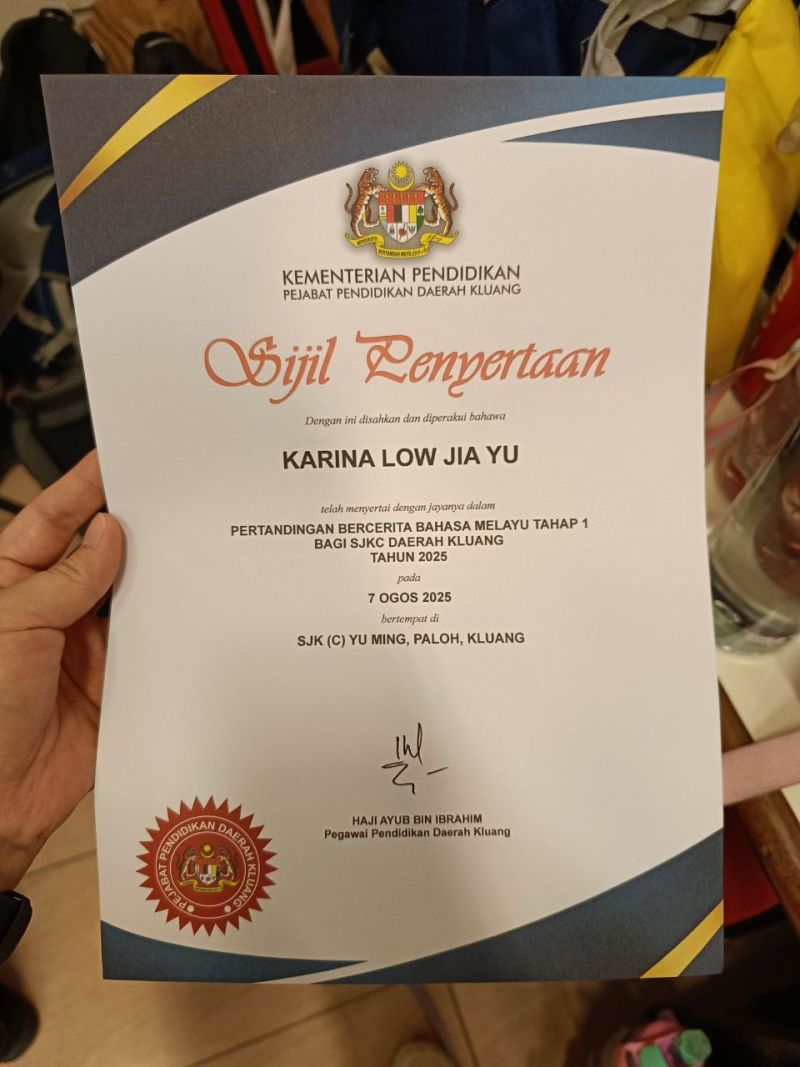 KEMENTERIAN PENDIDIKAN
PEJABAT PENDIDIKAN DAERAH KLUANG
Sijil Penyertaan
Dengan ini disahkan dan diperakui bahawa
KARINA LOW JIA YU
telah menyertai dengan jayanya dalam
PERTANDINGAN BERCERITA BAHASA MELAYU TAHAP 1
BAGI SJKC DAERAH KLUANG
TAHUN 2025
pada
7 OGOS 2025
bertempat di
SJK (C) YU MING, PALOH, KLUANG
HAJI AYUB BIN IBRAHIM
Pegawai Pendidikan Daerah Kluang
PEJABAT PENDIDIKAN DAERAH KLUANG